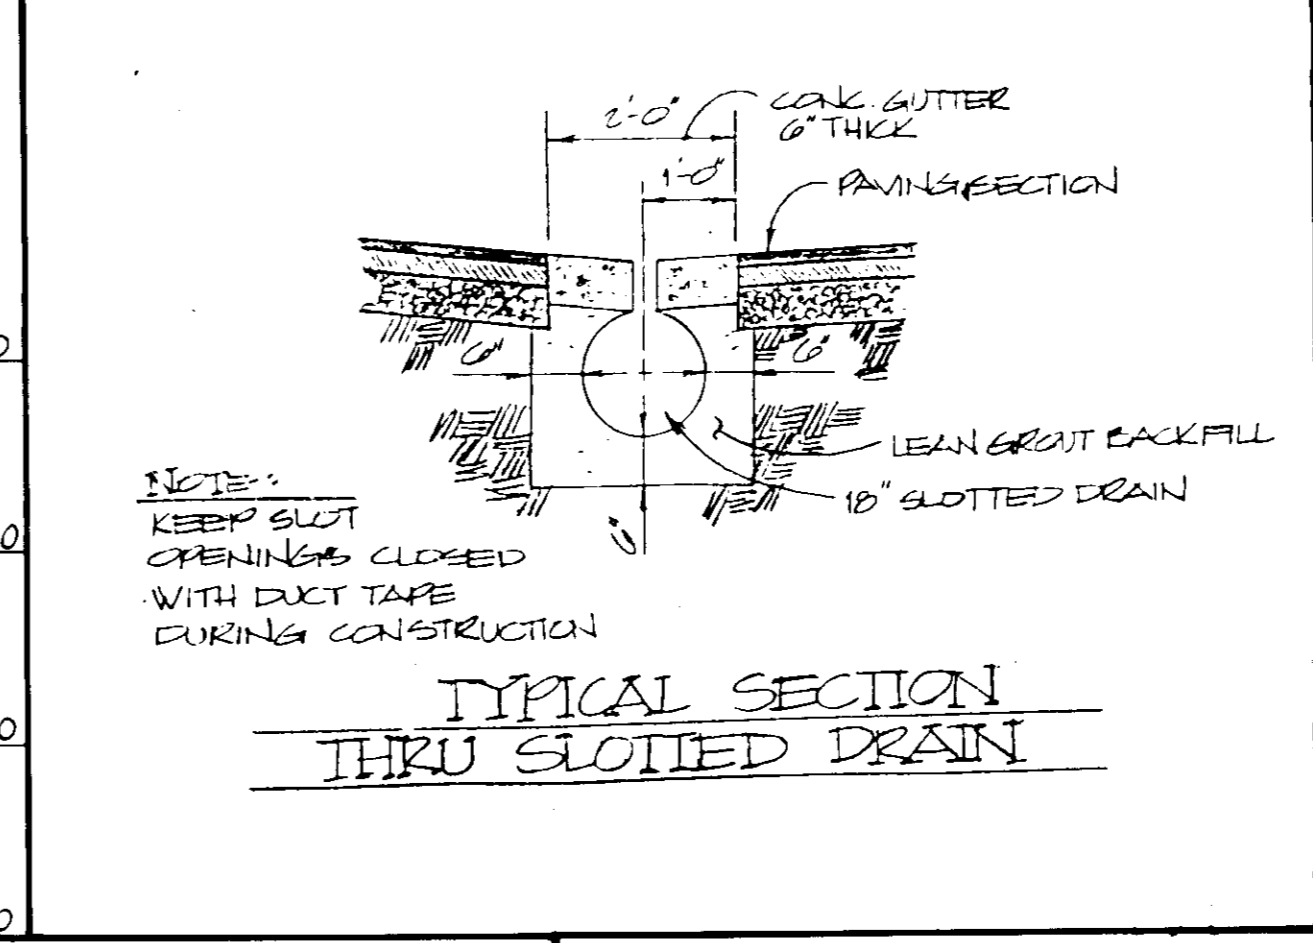 2'-0"
CONC. GUTTER
6" THICK
1'-0"
PAVING SECTION
6"
6"
LEAN GROUT BACKFILL
18" SLOTTED DRAIN
6"
NOTE:
KEEP SLOT
OPENINGS CLOSED
WITH DUCT TAPE
DURING CONSTRUCTION
TYPICAL SECTION
THRU SLOTTED DRAIN